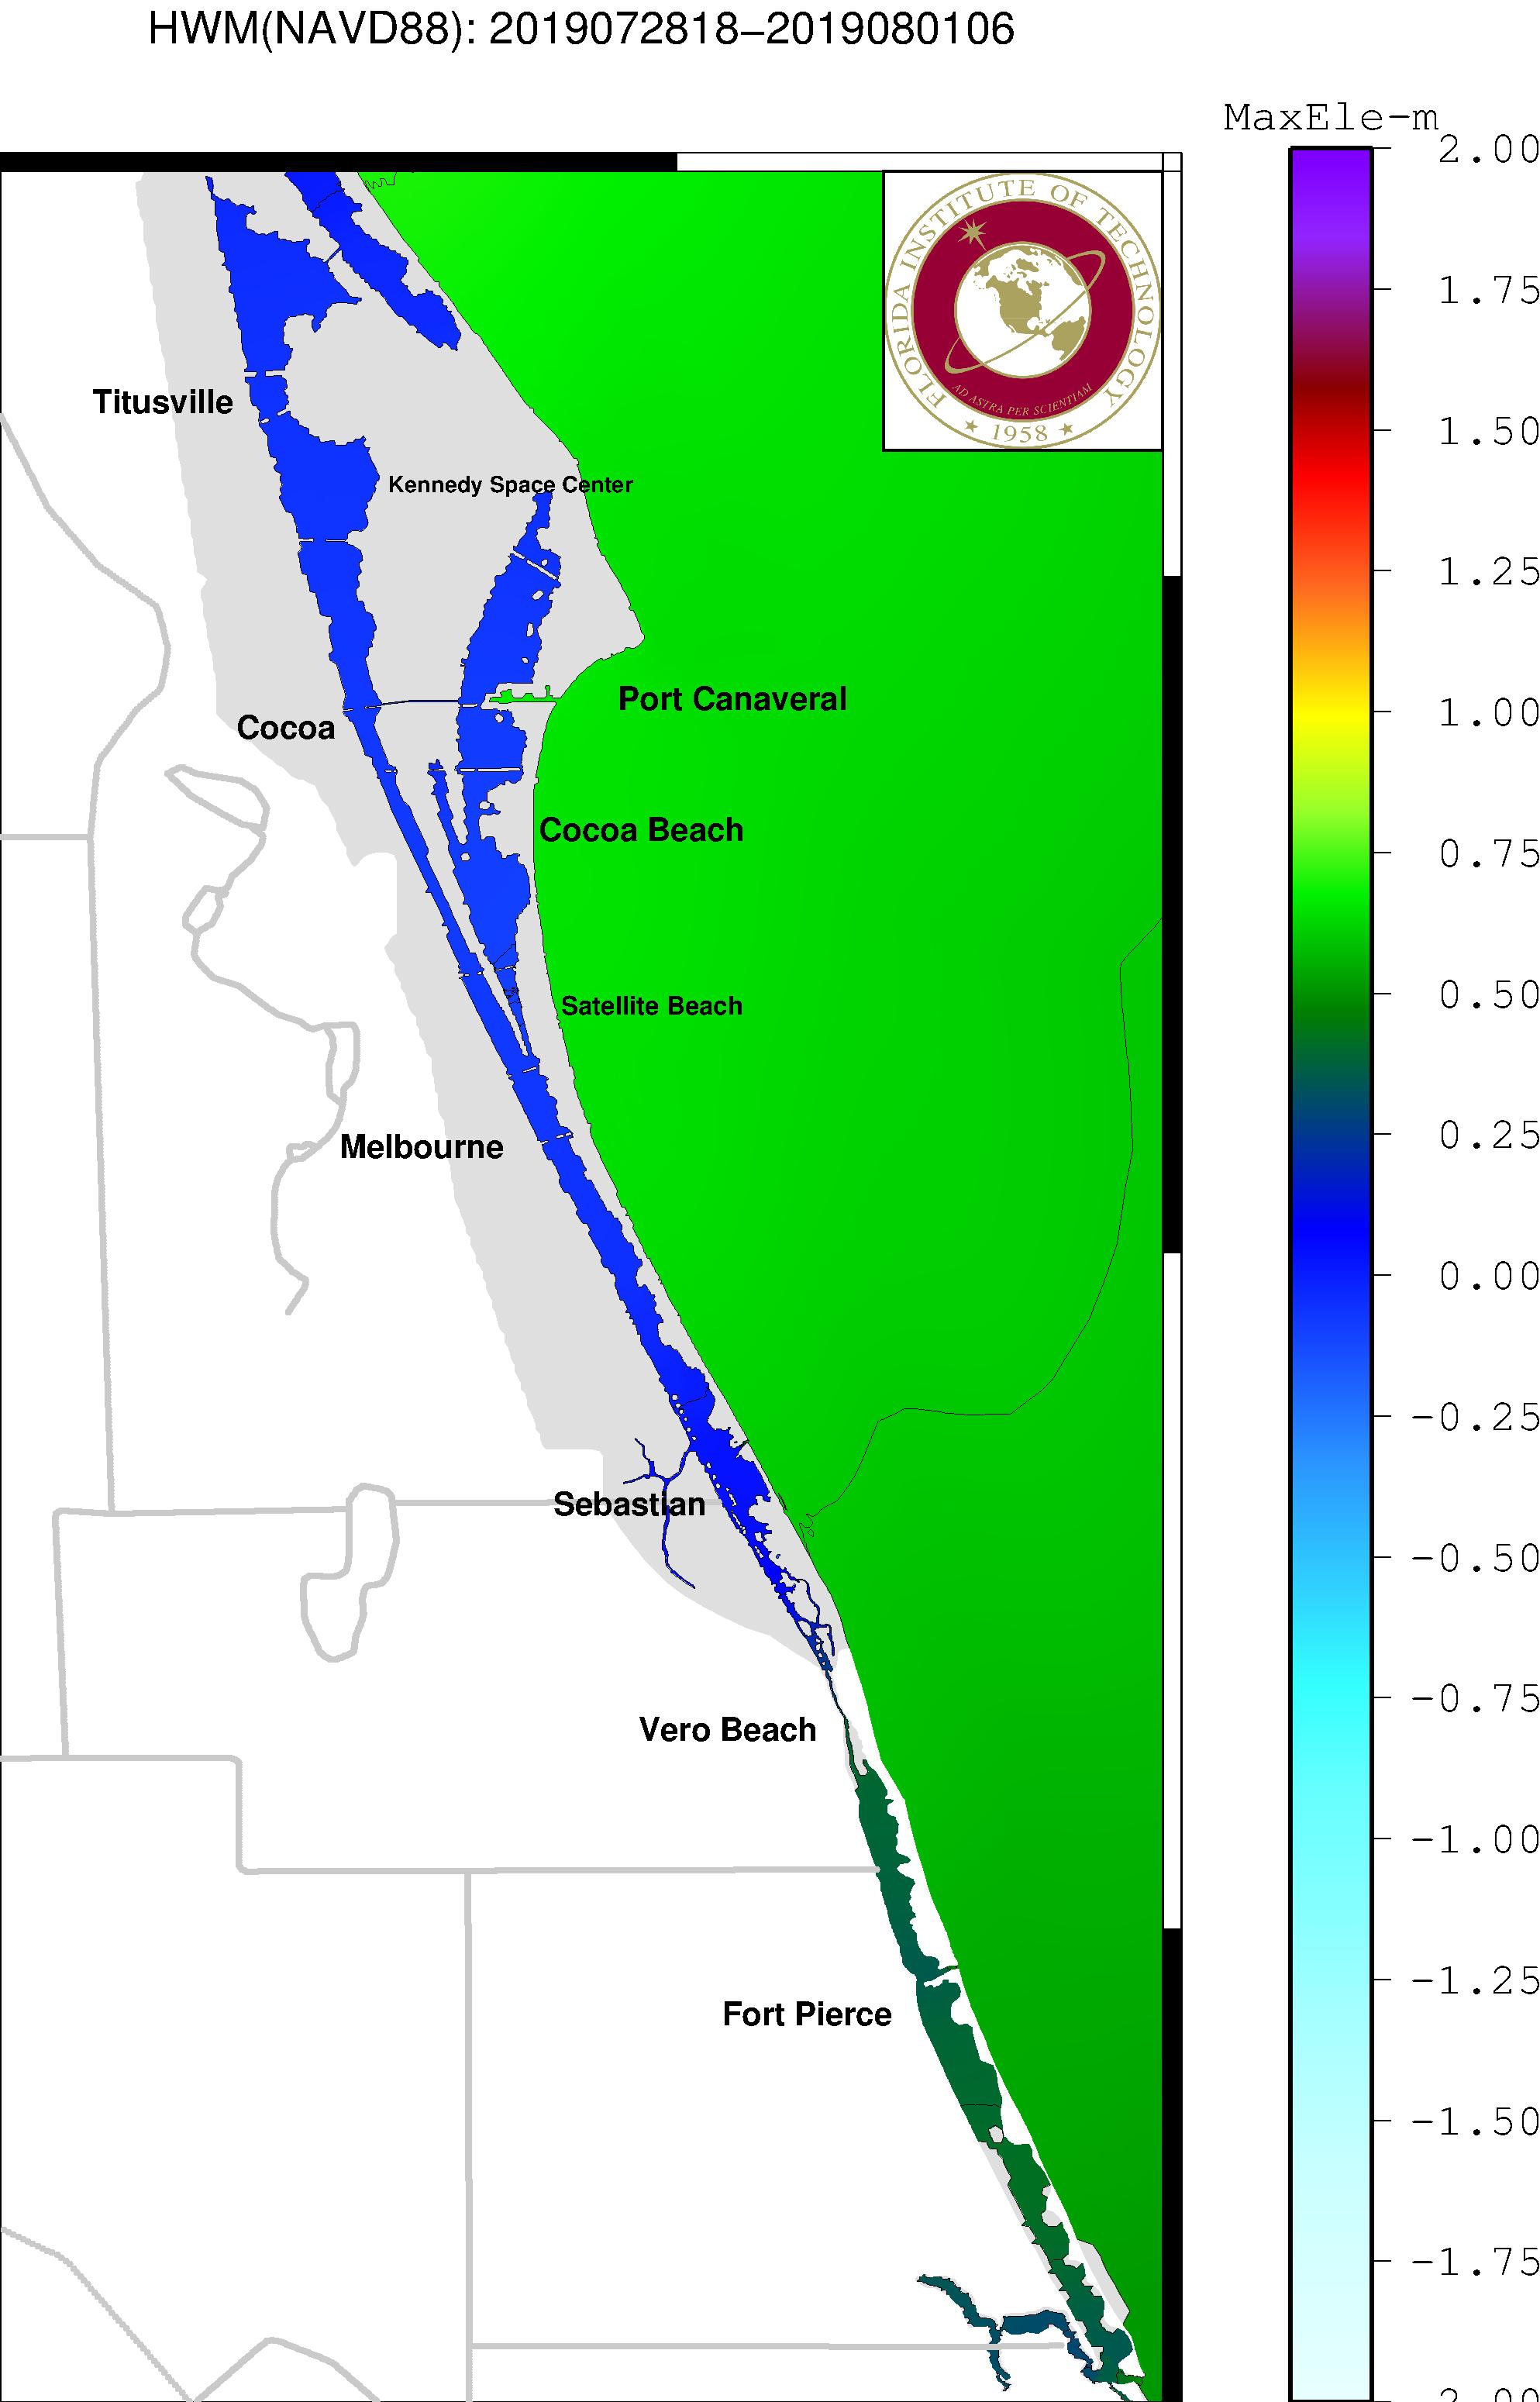 HWM(NAVD88): 2019072818−2019080106
MaxEle-m
2.00
1.75
1.50
1.25
1.00
0.75
0.50
0.25
0.00
-0.25
-0.50
-0.75
-1.00
-1.25
-1.50
-1.75
-2.00
FLORIDA INSTITUTE OF TECHNOLOGY
AD ASTRA PER SCIENTIAM
1958
Titusville
Kennedy Space Center
Port Canaveral
Cocoa
Cocoa Beach
Satellite Beach
Melbourne
Sebastian
Vero Beach
Fort Pierce